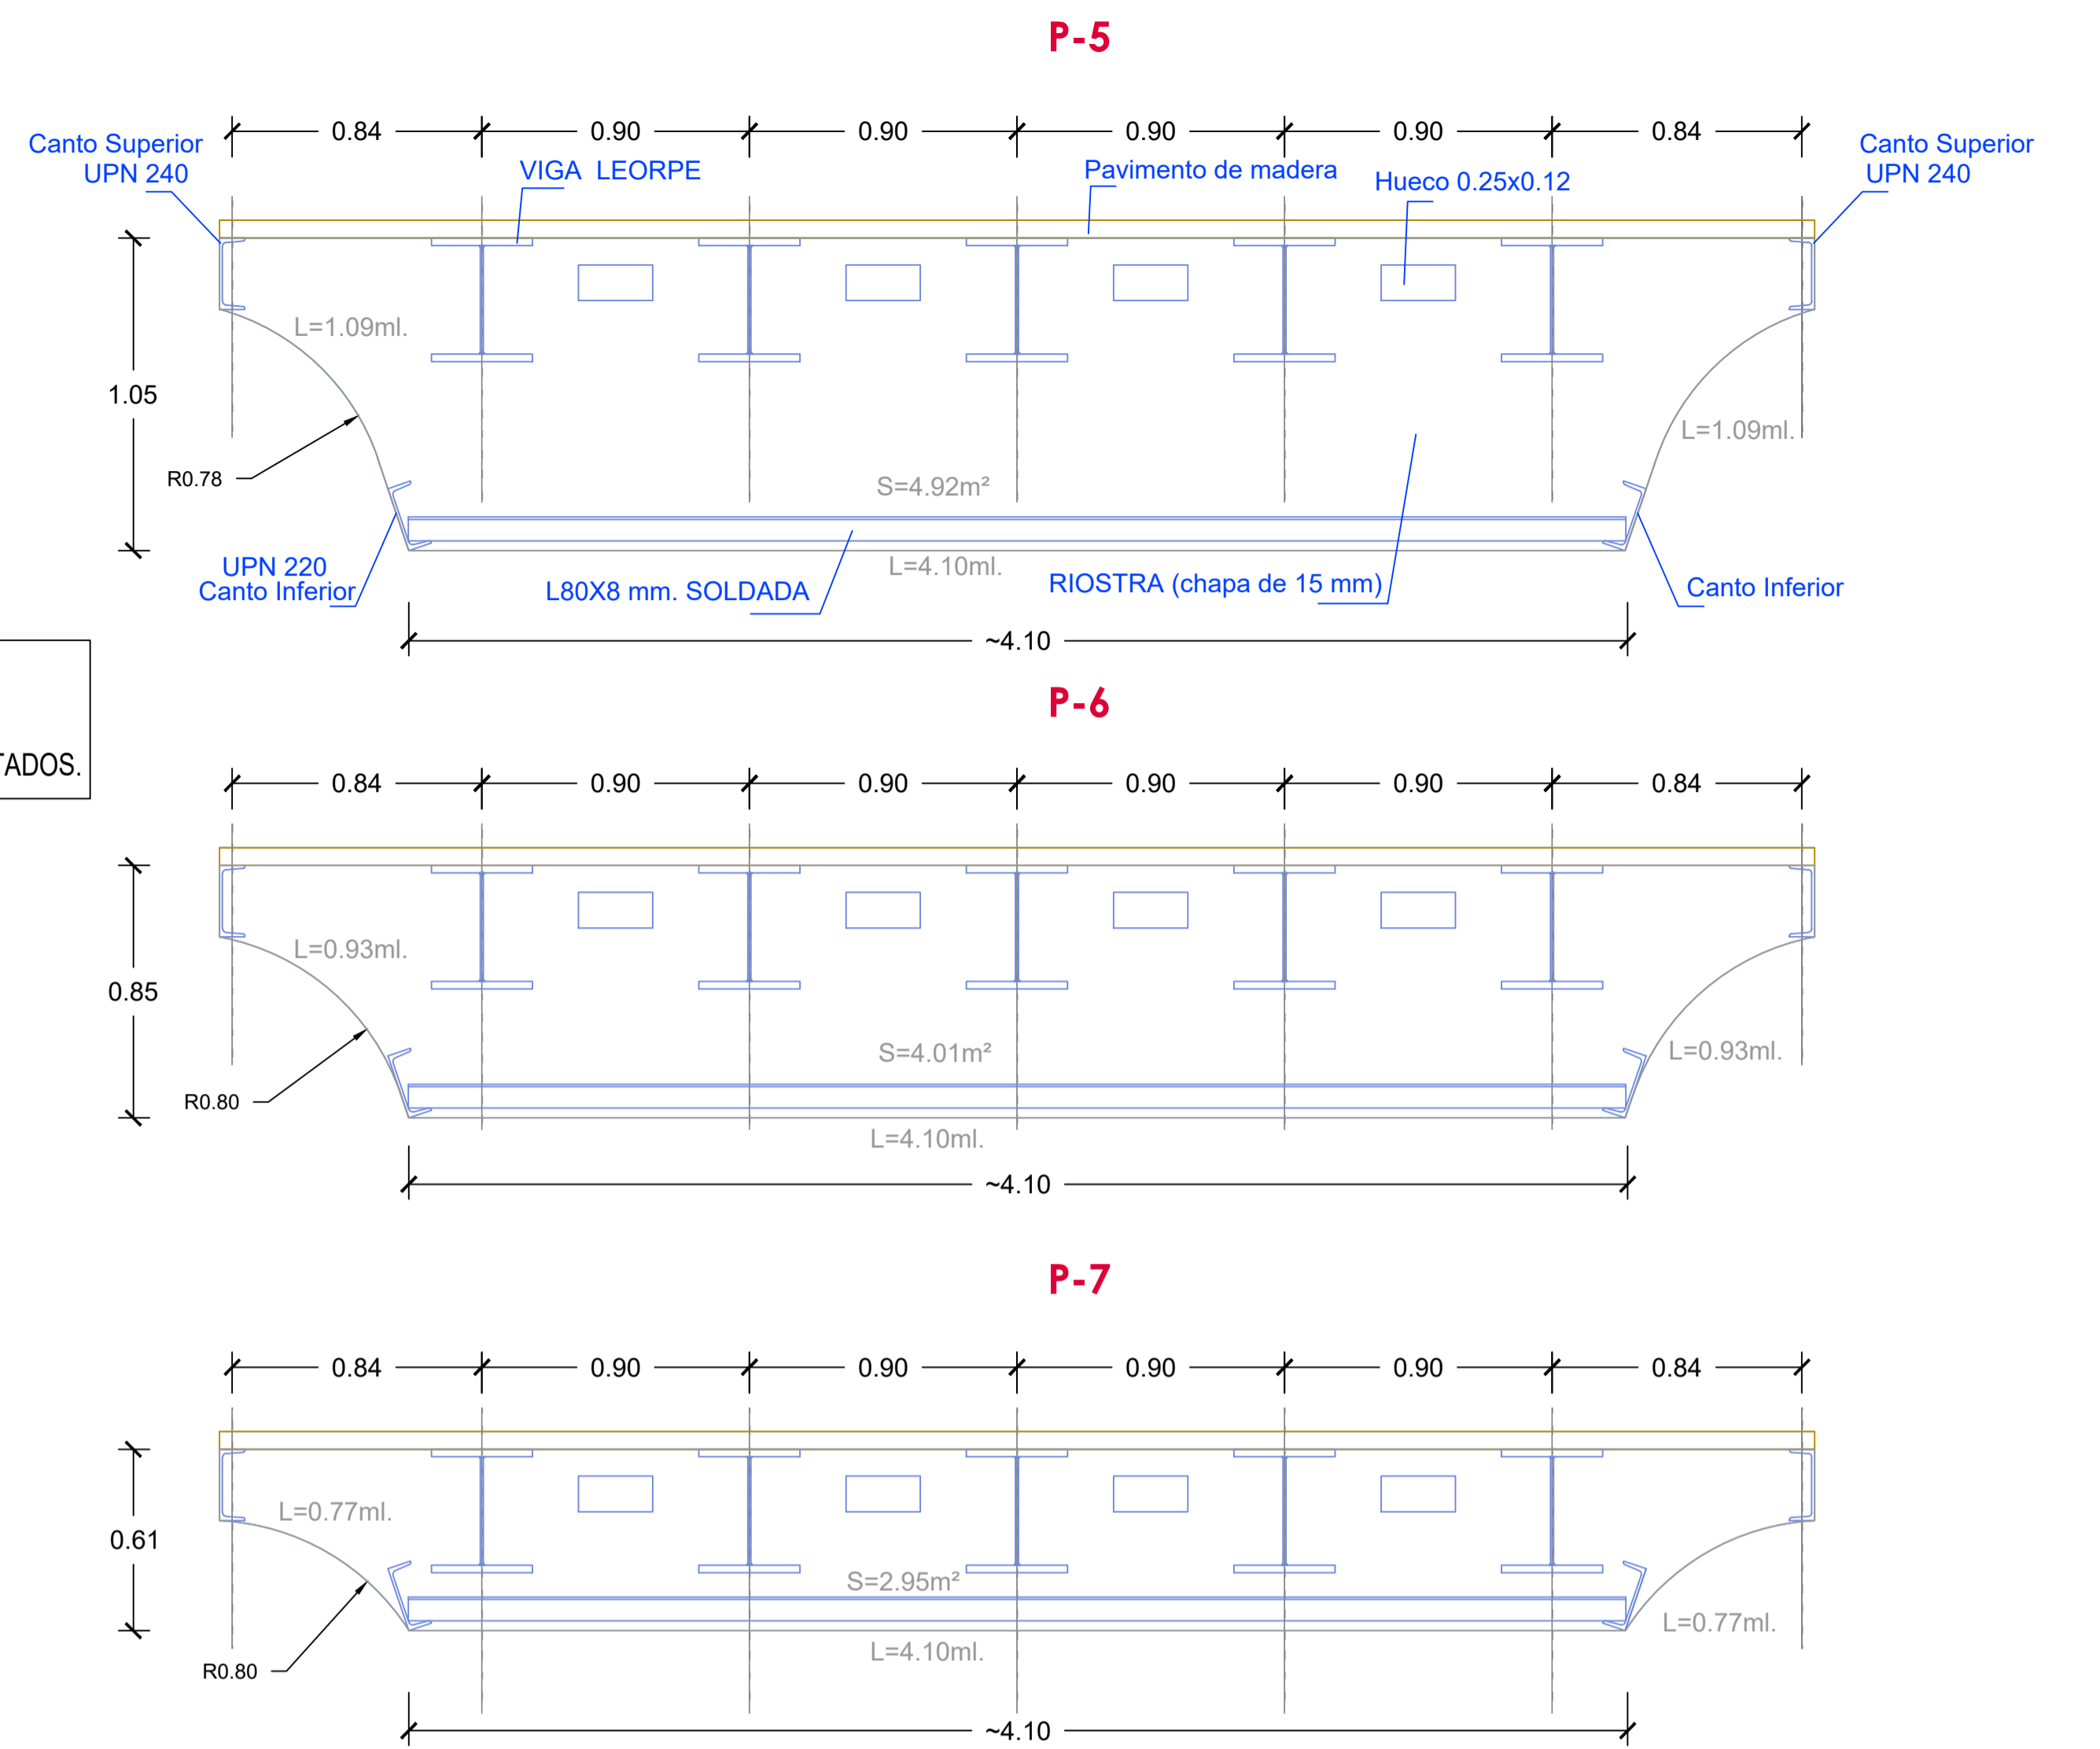 P-5
0.84 0.90 0.90 0.90 0.90 0.84
Canto Superior
UPN 240
VIGA LEORPE
Pavimento de madera
Hueco 0.25x0.12
Canto Superior
UPN 240
L=1.09ml.
1.05
L=1.09ml.
R0.78
S=4.92m²
UPN 220
Canto Inferior
L80X8 mm. SOLDADA
L=4.10ml.
RIOSTRA (chapa de 15 mm)
Canto Inferior
~4.10
TADOS.
P-6
0.84 0.90 0.90 0.90 0.90 0.84
L=0.93ml.
0.85
S=4.01m²
L=0.93ml.
R0.80
L=4.10ml.
~4.10
P-7
0.84 0.90 0.90 0.90 0.90 0.84
L=0.77ml.
0.61
S=2.95m²
L=0.77ml.
L=4.10ml.
R0.80
~4.10